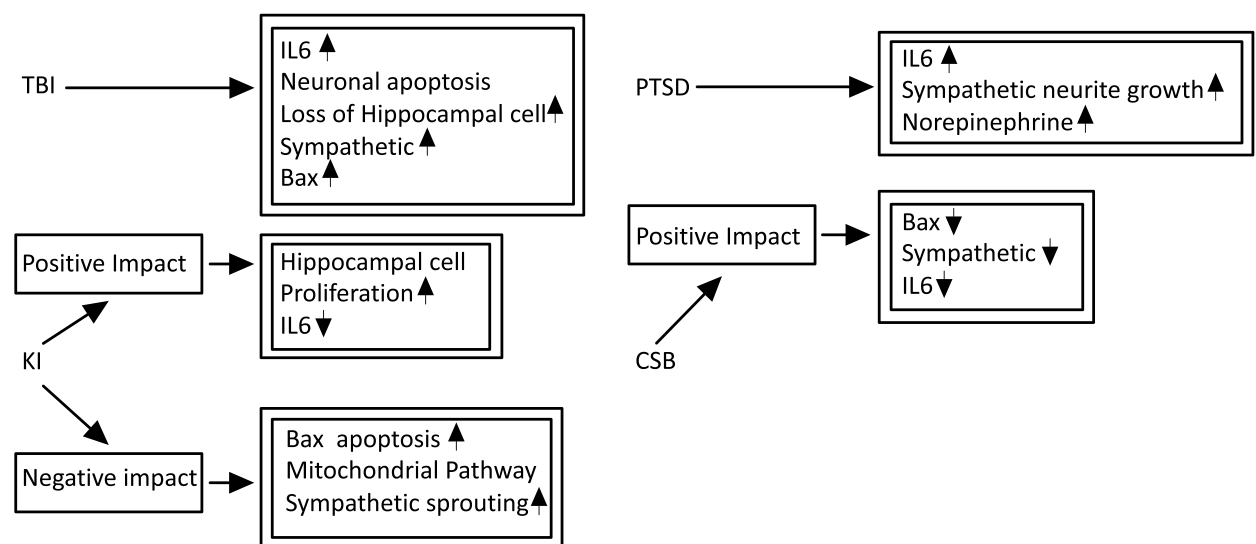 TBI
IL6
Neuronal apoptosis
Loss of Hippocampal cell
Sympathetic
Bax
PTSD
IL6
Sympathetic neurite growth
Norepinephrine
Positive Impact
Hippocampal cell
Proliferation
IL6
KI
Negative impact
Bax apoptosis
Mitochondrial Pathway
Sympathetic sprouting
Positive Impact
Bax
Sympathetic
IL6
CSB